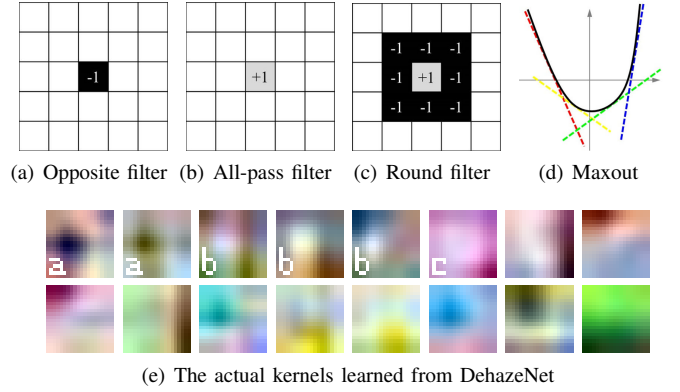 -1
+1
-1 -1 -1
-1 +1 -1
-1 -1 -1
(a) Opposite filter
(b) All-pass filter
(c) Round filter
(d) Maxout
a a b b b c
(e) The actual kernels learned from DehazeNet